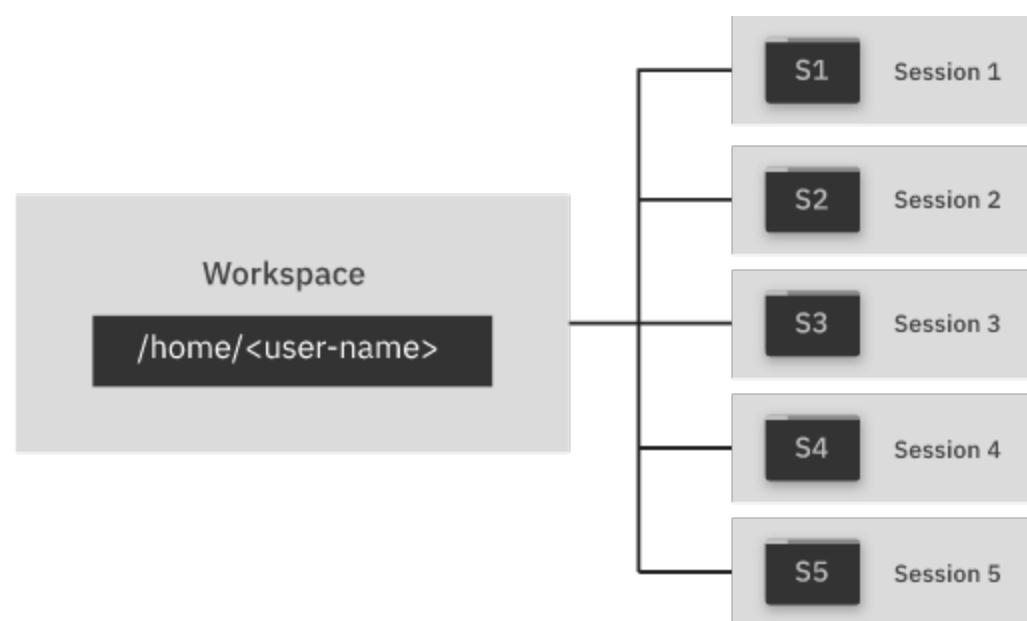 Workspace
/home/<user-name>
S1 Session 1
S2 Session 2
S3 Session 3
S4 Session 4
S5 Session 5